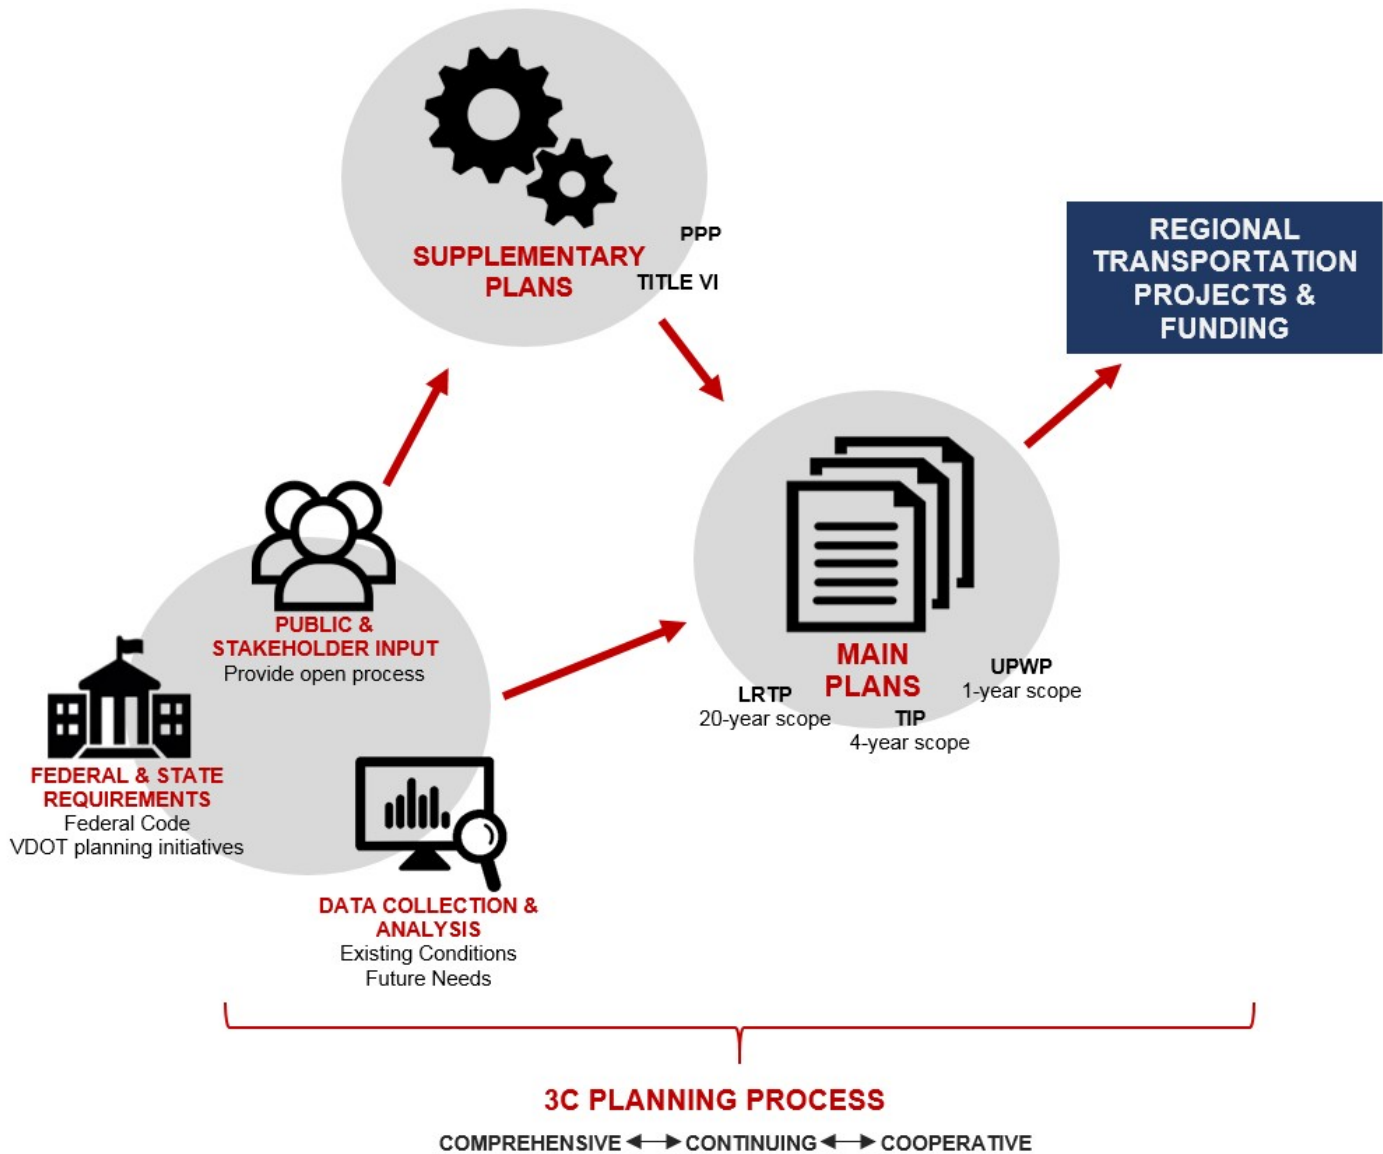 SUPPLEMENTARY
PLANS
PPP
TITLE VI
REGIONAL
TRANSPORTATION
PROJECTS &
FUNDING
PUBLIC &
STAKEHOLDER INPUT
Provide open process
FEDERAL & STATE
REQUIREMENTS
Federal Code
VDOT planning initiatives
DATA COLLECTION &
ANALYSIS
Existing Conditions
Future Needs
MAIN
PLANS
LRTP
20-year scope
TIP
4-year scope
UPWP
1-year scope
3C PLANNING PROCESS
COMPREHENSIVE CONTINUING COOPERATIVE